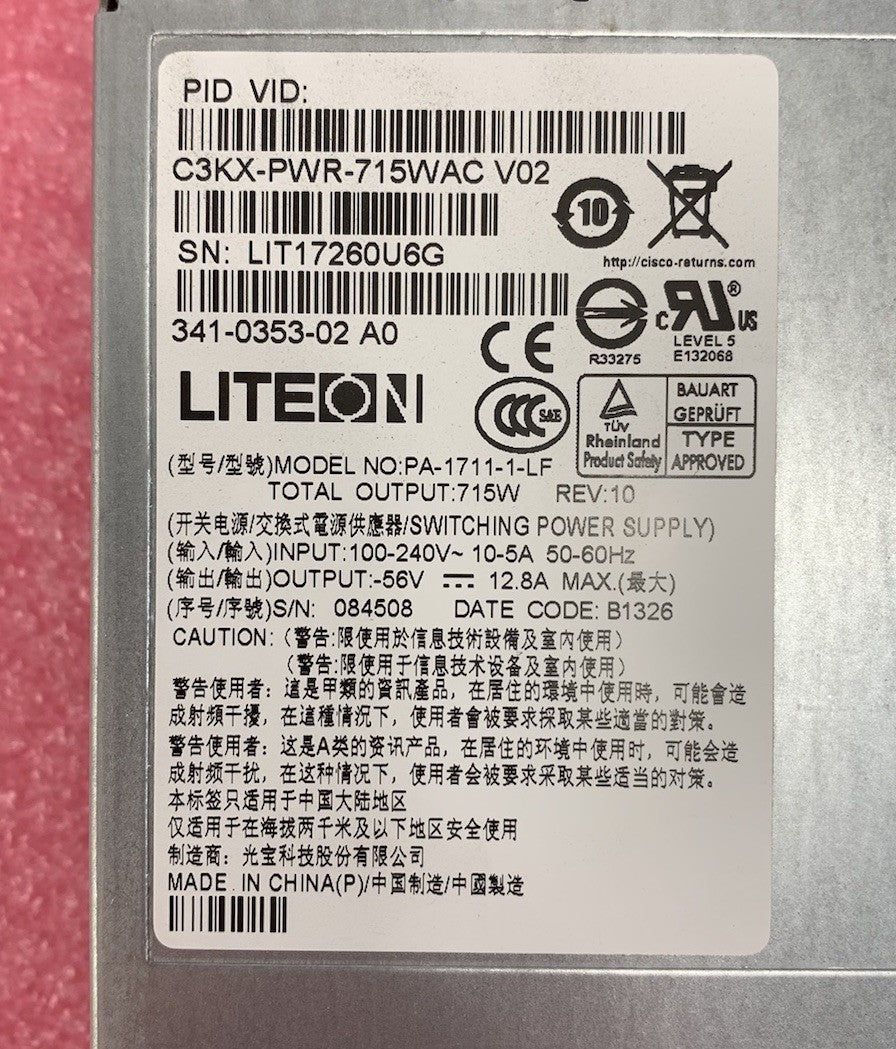 PID VID:
C3KX-PWR-715WAC V02
10
SN: LIT17260U6G
http://cisco-returns.com
341-0353-02 A0
R33275
c RU ® US
LEVEL 5
E132068
CE
LITEON
CCC S&E
TÜV
Rheinland
Product Safety
BAUART
GEPRÜFT
TYPE
APPROVED
(型号/型號)MODEL NO:PA-1711-1-LF
TOTAL OUTPUT:715W REV:10
(开关电源/交換式電源供應器/SWITCHING POWER SUPPLY)
(输入/輸入)INPUT:100-240V~ 10-5A 50-60Hz
(输出/輸出)OUTPUT:-56V ⎓ 12.8A MAX.(最大)
(序号/序號)S/N: 084508 DATE CODE: B1326
CAUTION:(警告:限使用於信息技術設備及室內使用)
(警告:限使用于信息技术设备及室内使用)
警告使用者: 這是甲類的資訊產品, 在居住的環境中使用時, 可能會造
成射頻干擾, 在這種情況下, 使用者會被要求採取某些適當的對策。
警告使用者: 这是A类的资讯产品, 在居住的环境中使用时, 可能会造
成射频干扰, 在这种情况下, 使用者会被要求采取某些适当的对策。
本标签只适用于中国大陆地区
仅适用于在海拔两千米及以下地区安全使用
制造商: 光宝科技股份有限公司
MADE IN CHINA(P)/中国制造/中國製造